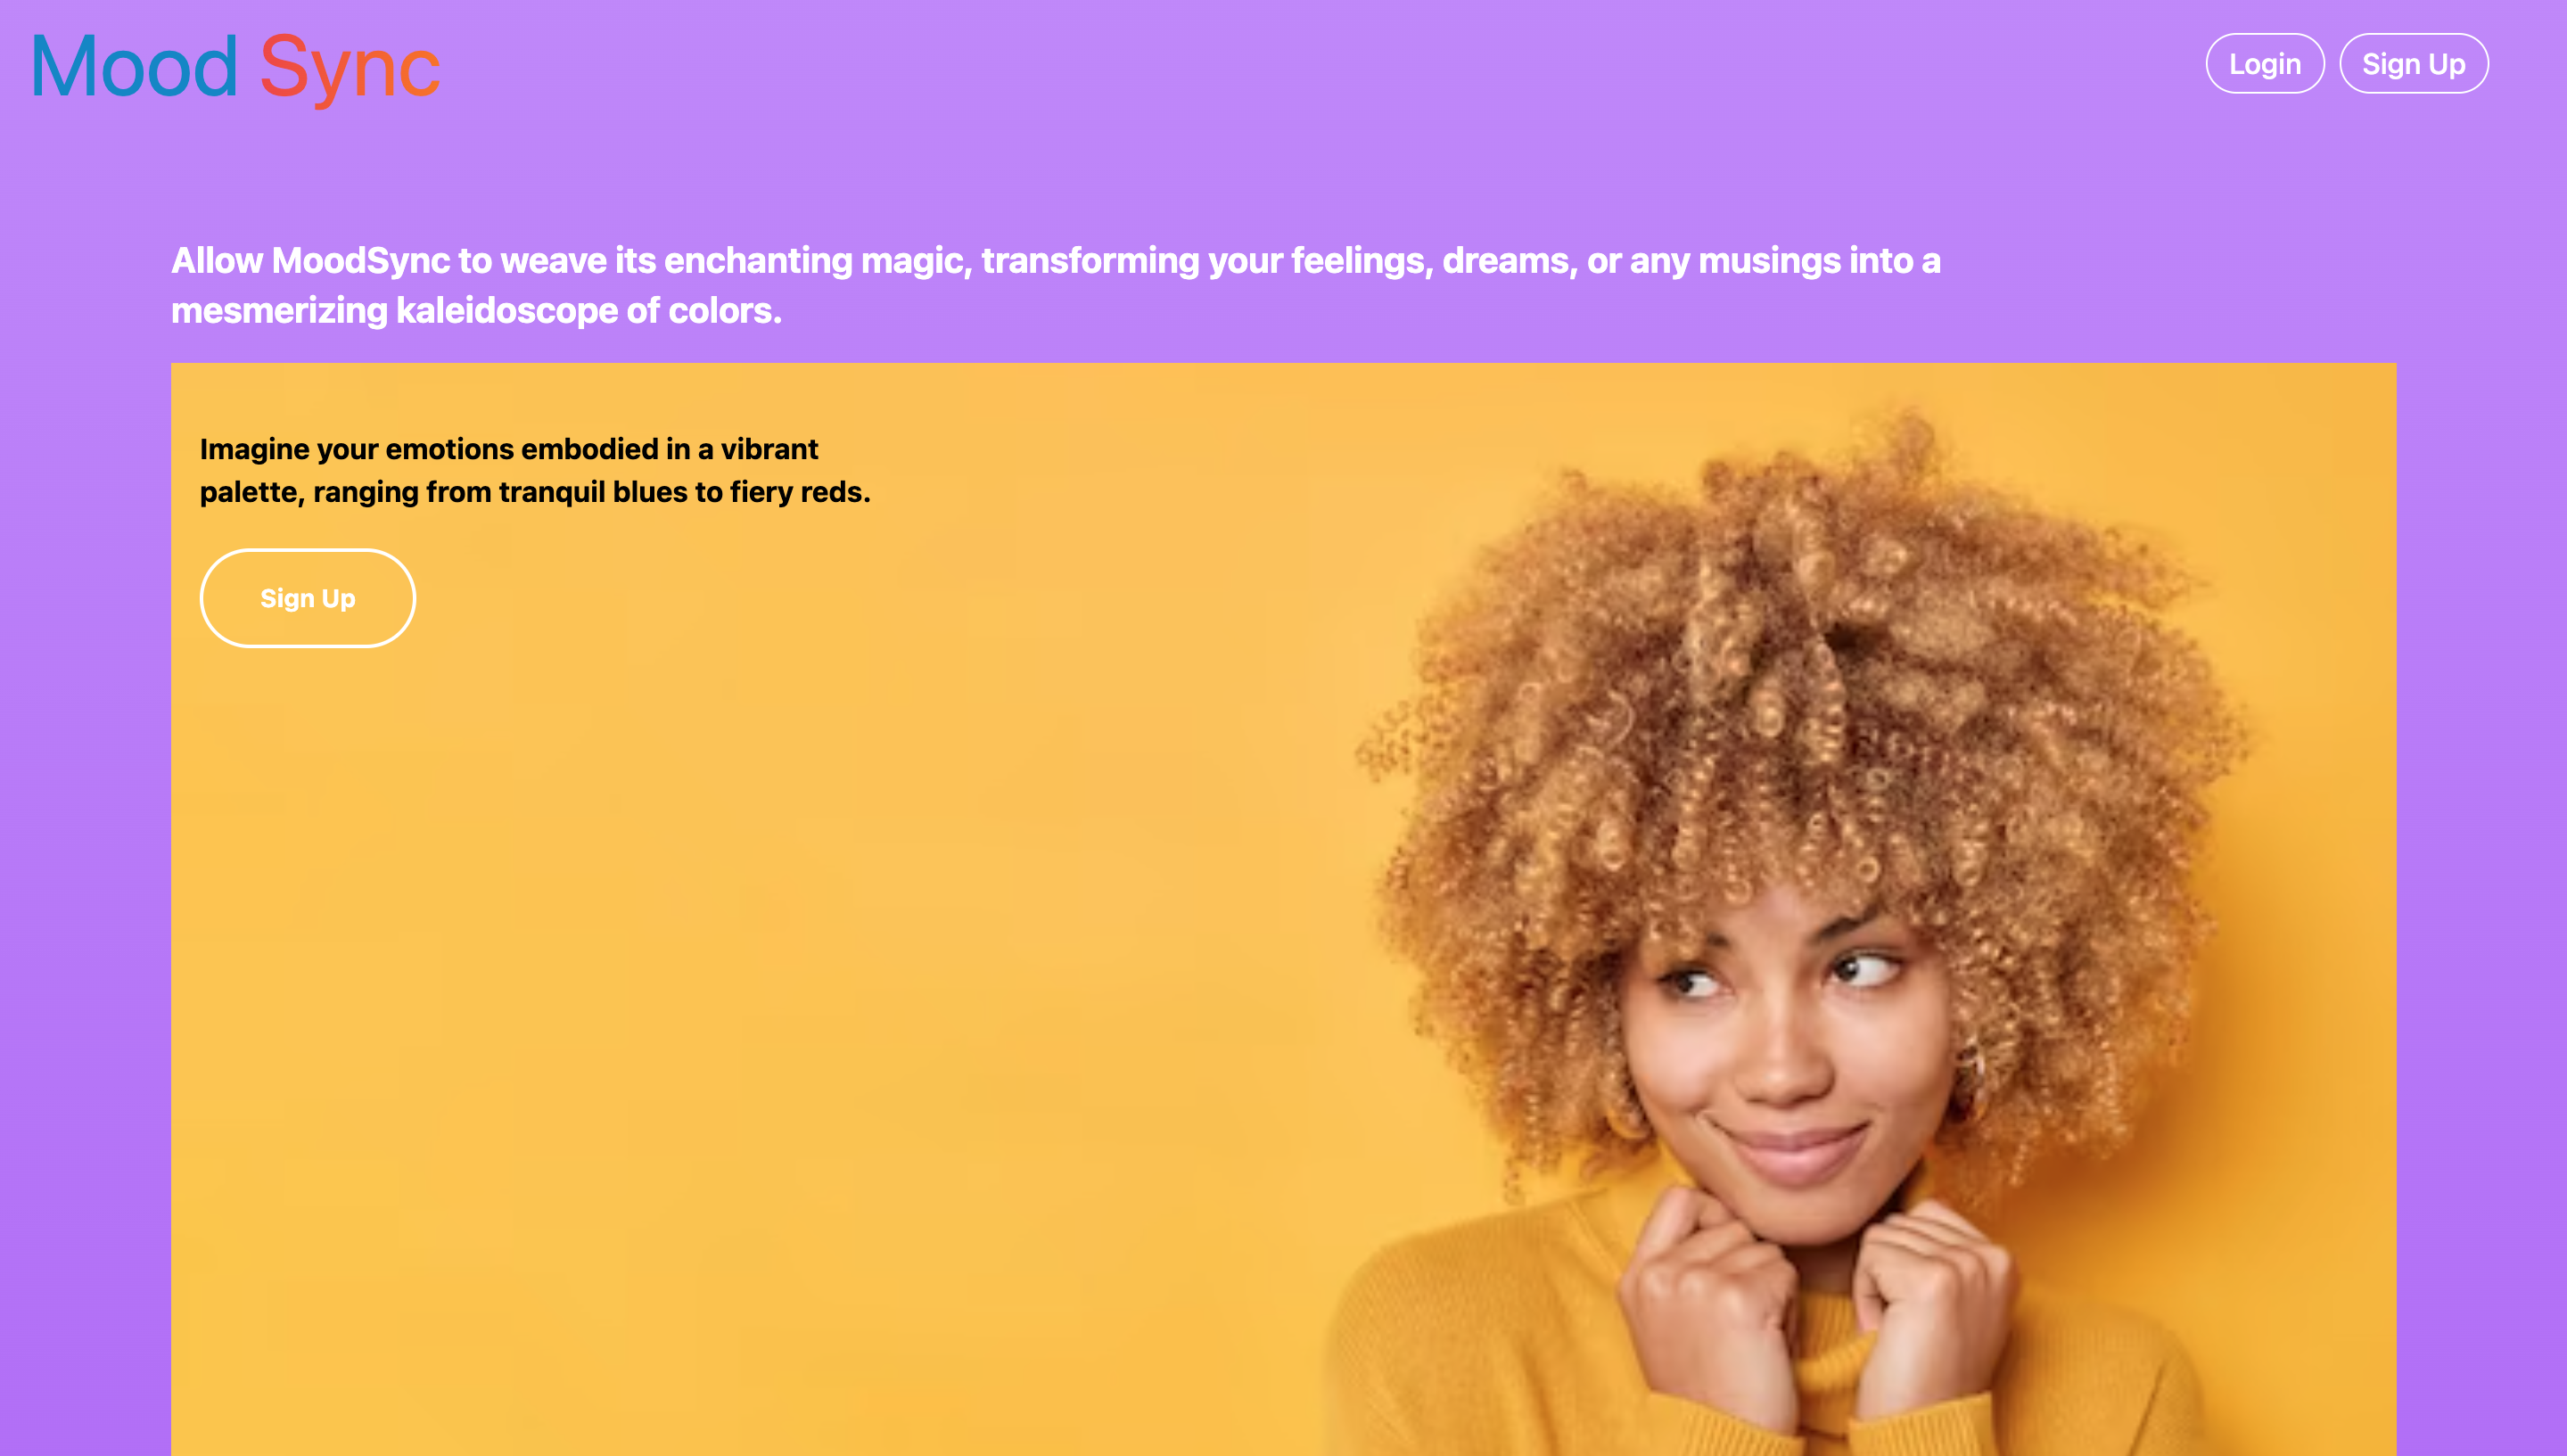 Mood Sync
Login
Sign Up
Allow MoodSync to weave its enchanting magic, transforming your feelings, dreams, or any musings into a
mesmerizing kaleidoscope of colors.
Imagine your emotions embodied in a vibrant
palette, ranging from tranquil blues to fiery reds.
Sign Up